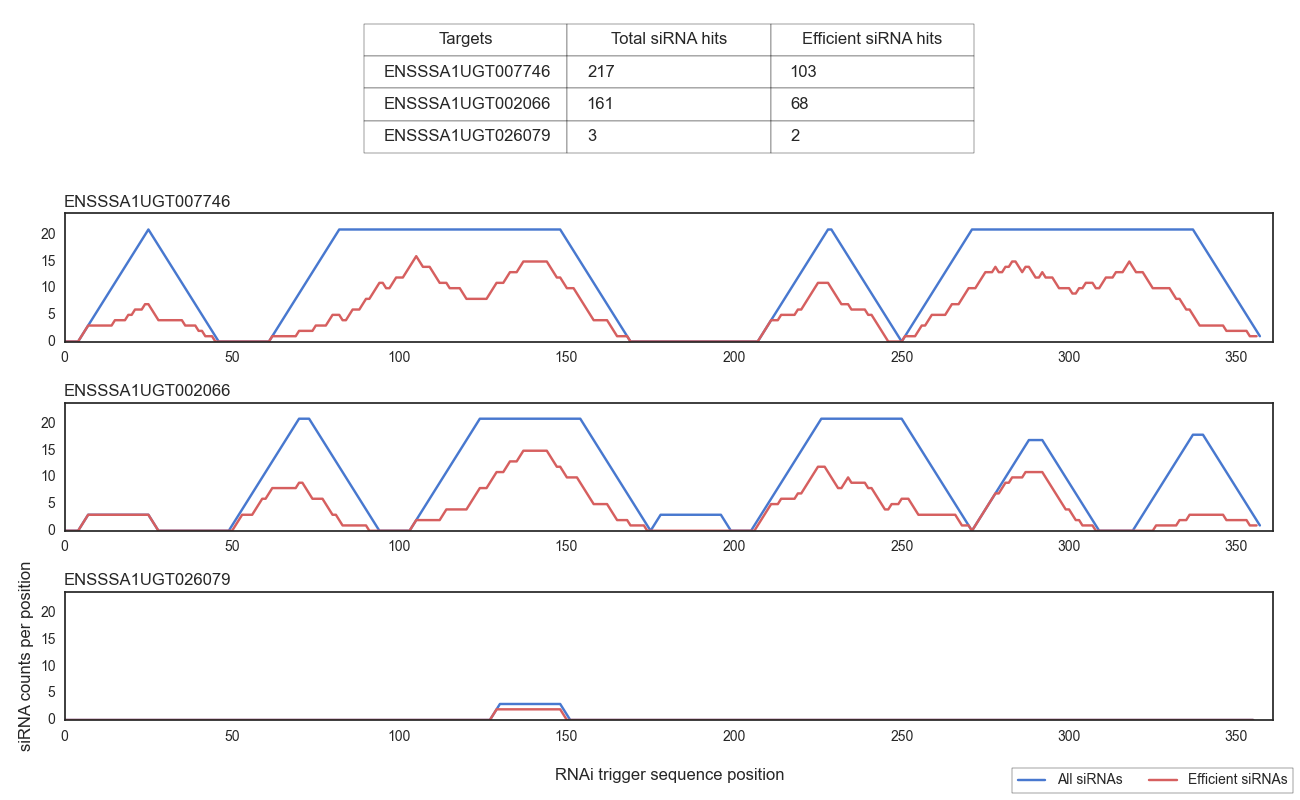 Targets Total siRNA hits Efficient siRNA hits
ENSSSA1UGT007746 217 103
ENSSSA1UGT002066 161 68
ENSSSA1UGT026079 3 2
ENSSSA1UGT007746
20
15
10
5
0
0 50 100 150 200 250 300 350
ENSSSA1UGT002066
20
15
10
5
0
0 50 100 150 200 250 300 350
ENSSSA1UGT026079
20
15
10
5
0
0 50 100 150 200 250 300 350
siRNA counts per position
RNAi trigger sequence position
All siRNAs Efficient siRNAs